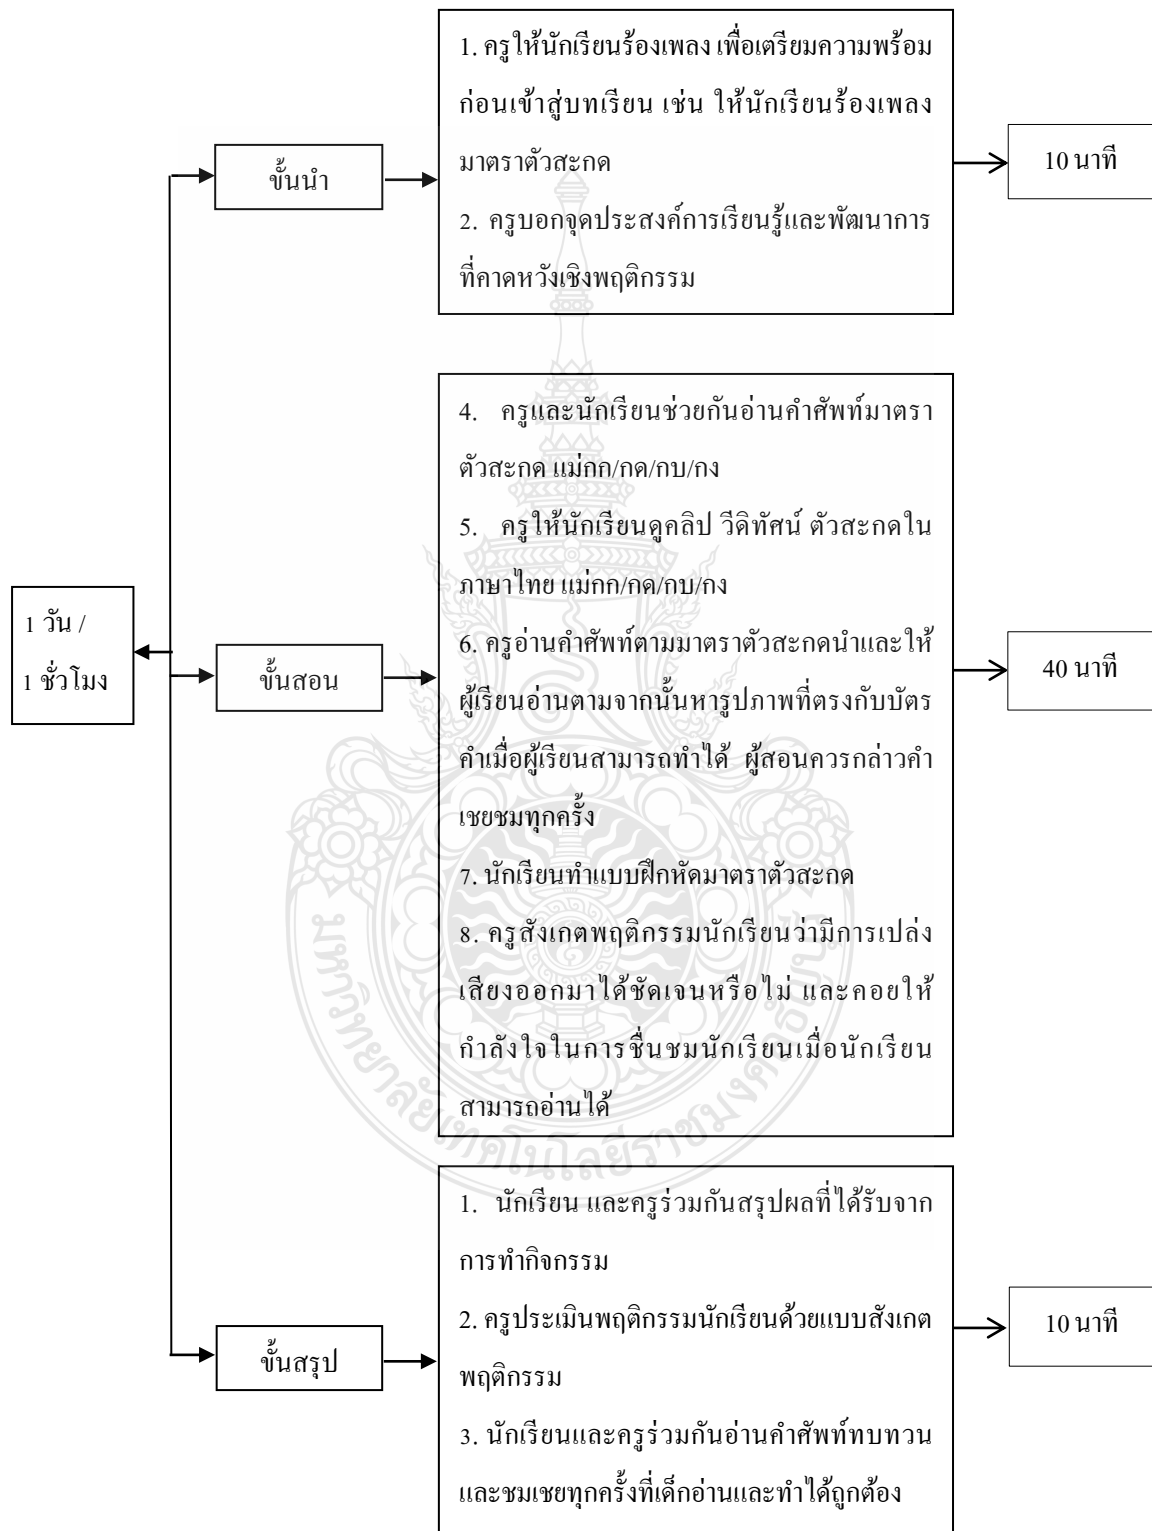 1. ครูให้นักเรียนร้องเพลง เพื่อเตรียมความพร้อม
ก่อนเข้าสู่บทเรียน เช่น ให้นักเรียนร้องเพลง
มาตราตัวสะกด
2. ครูบอกจุดประสงค์การเรียนรู้และพัฒนาการ
ที่คาดหวังเชิงพฤติกรรม
ขั้นนำ
10 นาที
4. ครูและนักเรียนช่วยกันอ่านคำศัพท์มาตรา
ตัวสะกด แม่กก/กด/กบ/กง
5. ครูให้นักเรียนดูคลิป วีดิทัศน์ ตัวสะกดใน
ภาษาไทย แม่กก/กด/กบ/กง
6. ครูอ่านคำศัพท์ตามมาตราตัวสะกดนำและให้
ผู้เรียนอ่านตามจากนั้นหารูปภาพที่ตรงกับบัตร
คำเมื่อผู้เรียนสามารถทำได้ ผู้สอนควรกล่าวคำ
เชยชมทุกครั้ง
7. นักเรียนทำแบบฝึกหัดมาตราตัวสะกด
8. ครูสังเกตพฤติกรรมนักเรียนว่ามีการเปล่ง
เสียงออกมาได้ชัดเจนหรือไม่ และคอยให้
กำลังใจในการชื่นชมนักเรียนเมื่อนักเรียน
สามารถอ่านได้
1 วัน /
1 ชั่วโมง
ขั้นสอน
40 นาที
มหาวิทยาลัยเทคโนโลยีราชมงคลธัญบุรี
1. นักเรียน และครูร่วมกันสรุปผลที่ได้รับจาก
การทำกิจกรรม
2. ครูประเมินพฤติกรรมนักเรียนด้วยแบบสังเกต
พฤติกรรม
3. นักเรียนและครูร่วมกันอ่านคำศัพท์ทบทวน
และชมเชยทุกครั้งที่เด็กอ่านและทำได้ถูกต้อง
ขั้นสรุป
10 นาที